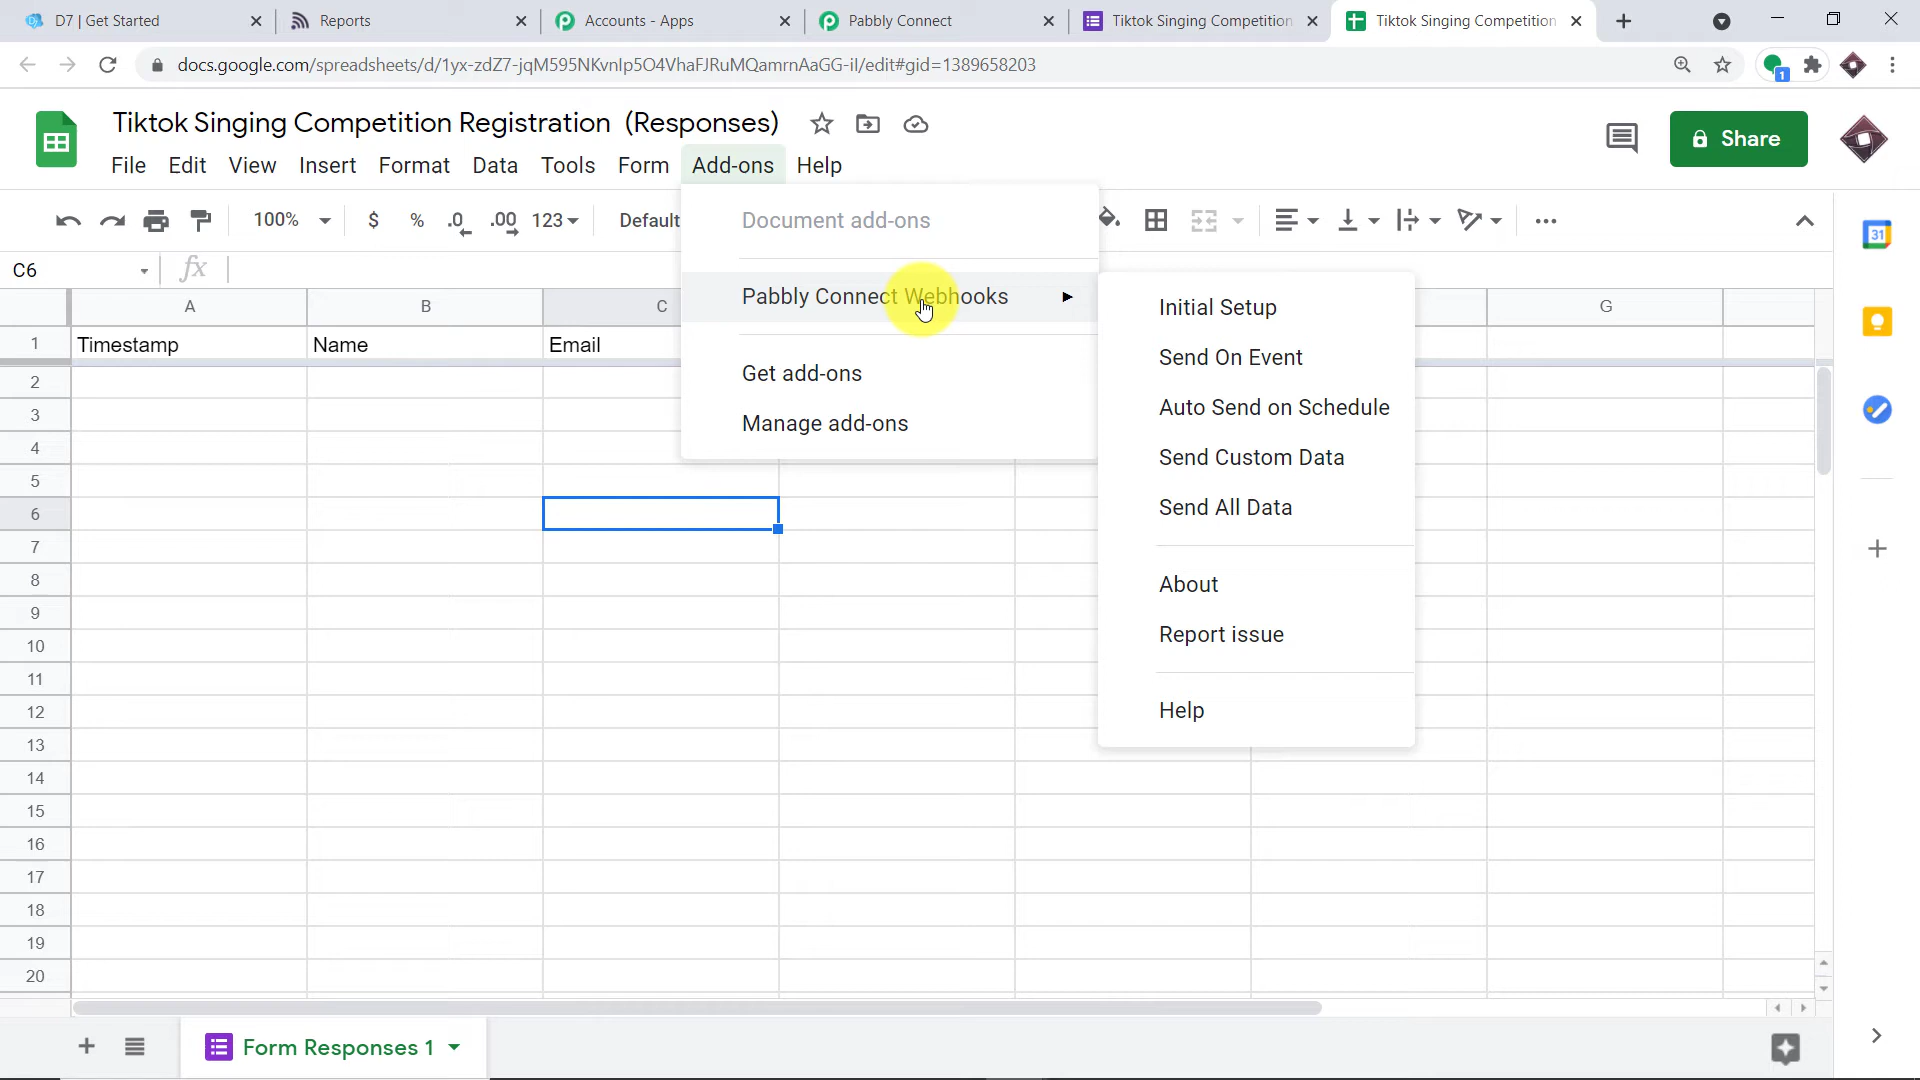 D7 | Get Started
Reports
Accounts - Apps
Pabbly Connect
Tiktok Singing Competition
Tiktok Singing Competition
docs.google.com/spreadsheets/d/1yx-zdZ7-jqM595NKvnIp5O4VhaFJRuMQamrnAaGG-iI/edit#gid=1389658203
1
Tiktok Singing Competition Registration (Responses)
Share
File Edit View Insert Format Data Tools Form Add-ons Help
100% $ % .0 .00 123 Default
Document add-ons
31
C6
fx
Pabbly Connect Webhooks
Get add-ons
Manage add-ons
Initial Setup
Send On Event
Auto Send on Schedule
Send Custom Data
Send All Data
About
Report issue
Help
A B C G
1 Timestamp Name Email
2
3
4
5
6
7
8
9
10
11
12
13
14
15
16
17
18
19
20
Form Responses 1